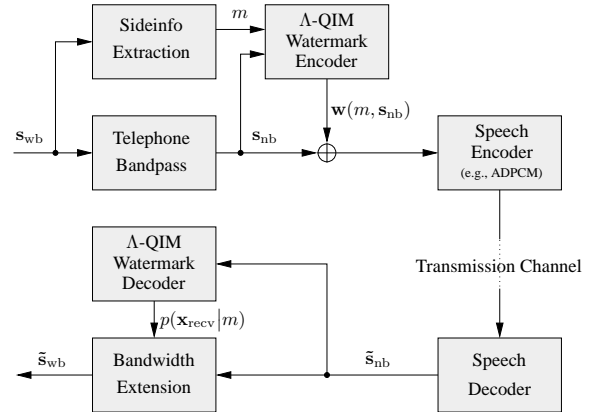 Sideinfo
Extraction
m
Λ-QIM
Watermark
Encoder
w(m, s_nb)
s_wb
Telephone
Bandpass
s_nb
Speech
Encoder
(e.g., ADPCM)
Λ-QIM
Watermark
Decoder
Transmission Channel
p(x_recv|m)
s̃_wb
Bandwidth
Extension
s̃_nb
Speech
Decoder